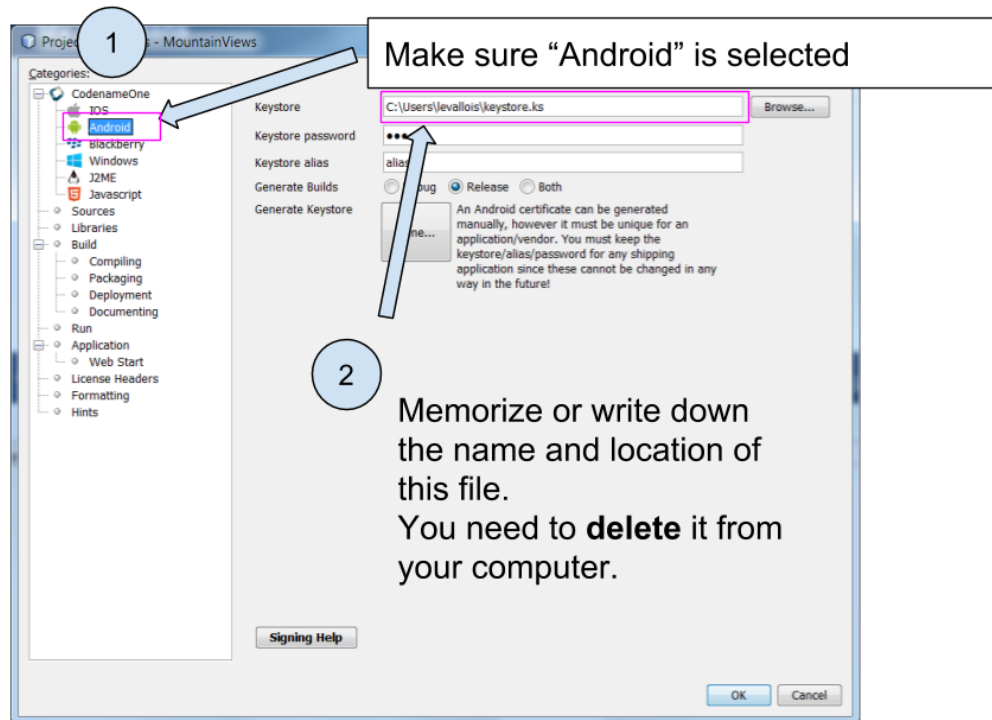 1
Projec s - MountainViews
Make sure “Android” is selected
Categories:
CodenameOne
IOS
Android
Blackberry
Windows
J2ME
Javascript
Sources
Libraries
Build
Compiling
Packaging
Deployment
Documenting
Run
Application
Web Start
License Headers
Formatting
Hints
Keystore
C:\Users\levallois\keystore.ks
Browse...
Keystore password
Keystore alias
alias
Generate Builds
Release
Both
Generate Keystore
An Android certificate can be generated
manually, however it must be unique for an
application/vendor. You must keep the
keystore/alias/password for any shipping
application since these cannot be changed in any
way in the future!
2
Memorize or write down
the name and location of
this file.
You need to delete it from
your computer.
Signing Help
OK
Cancel